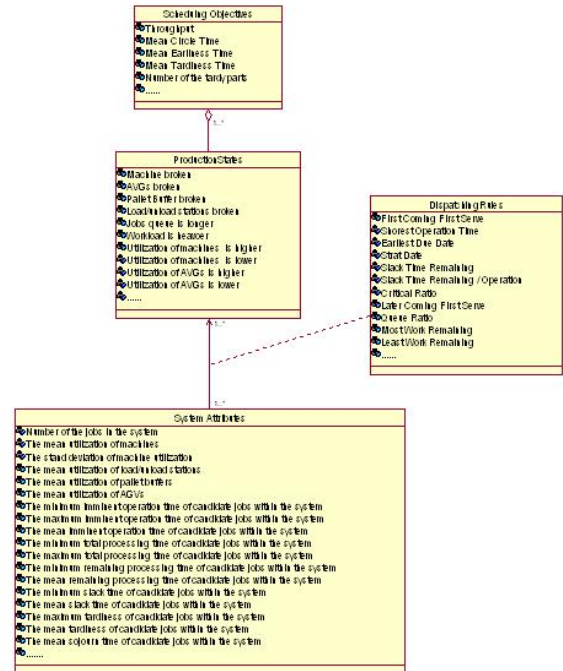 Scheduling Objectives
Throughput
Mean Circle Time
Mean Earliness Time
Mean Tardiness Time
Number of the tardy parts
......
1..*
ProductionStates
Machine broken
AVGs broken
Pallet Buffer broken
Load/unload stations broken
Jobs queue is longer
Workload is heavoer
Utilization of machines is higher
Utilization of machines is lower
Utilization of AVGs is higher
Utilization of AVGs is lower
......
1..*
Dispatching Rules
First Coming First Serve
Shorest Operation Time
Earliest Due Date
Strat Date
Slack Time Remaining
Slack Time Remaining / Operation
Critical Ratio
Later Coming First Serve
Queue Ratio
Most Work Remaining
Least Work Remaining
......
1..*
System Attributes
Number of the jobs in the system
The mean utilization of machines
The stand deviation of machine utilization
The mean utilization of load/unload stations
The mean utilization of pallet buffers
The mean utilization of AGVs
The minimum imminent operation time of candidate jobs within the system
The maximum imminent operation time of candidate jobs within the system
The mean imminent operation time of candidate jobs within the system
The minimum total processing time of candidate jobs within the system
The maximum total processing time of candidate jobs within the system
The minimum remaining processing time of candidate jobs within the system
The mean remaining processing time of candidate jobs within the system
The minimum slack time of candidate jobs within the system
The mean slack time of candidate jobs within the system
The maximum tardiness of candidate jobs within the system
The mean tardiness of candidate jobs within the system
The mean sojourn time of candidate jobs within the system
.......